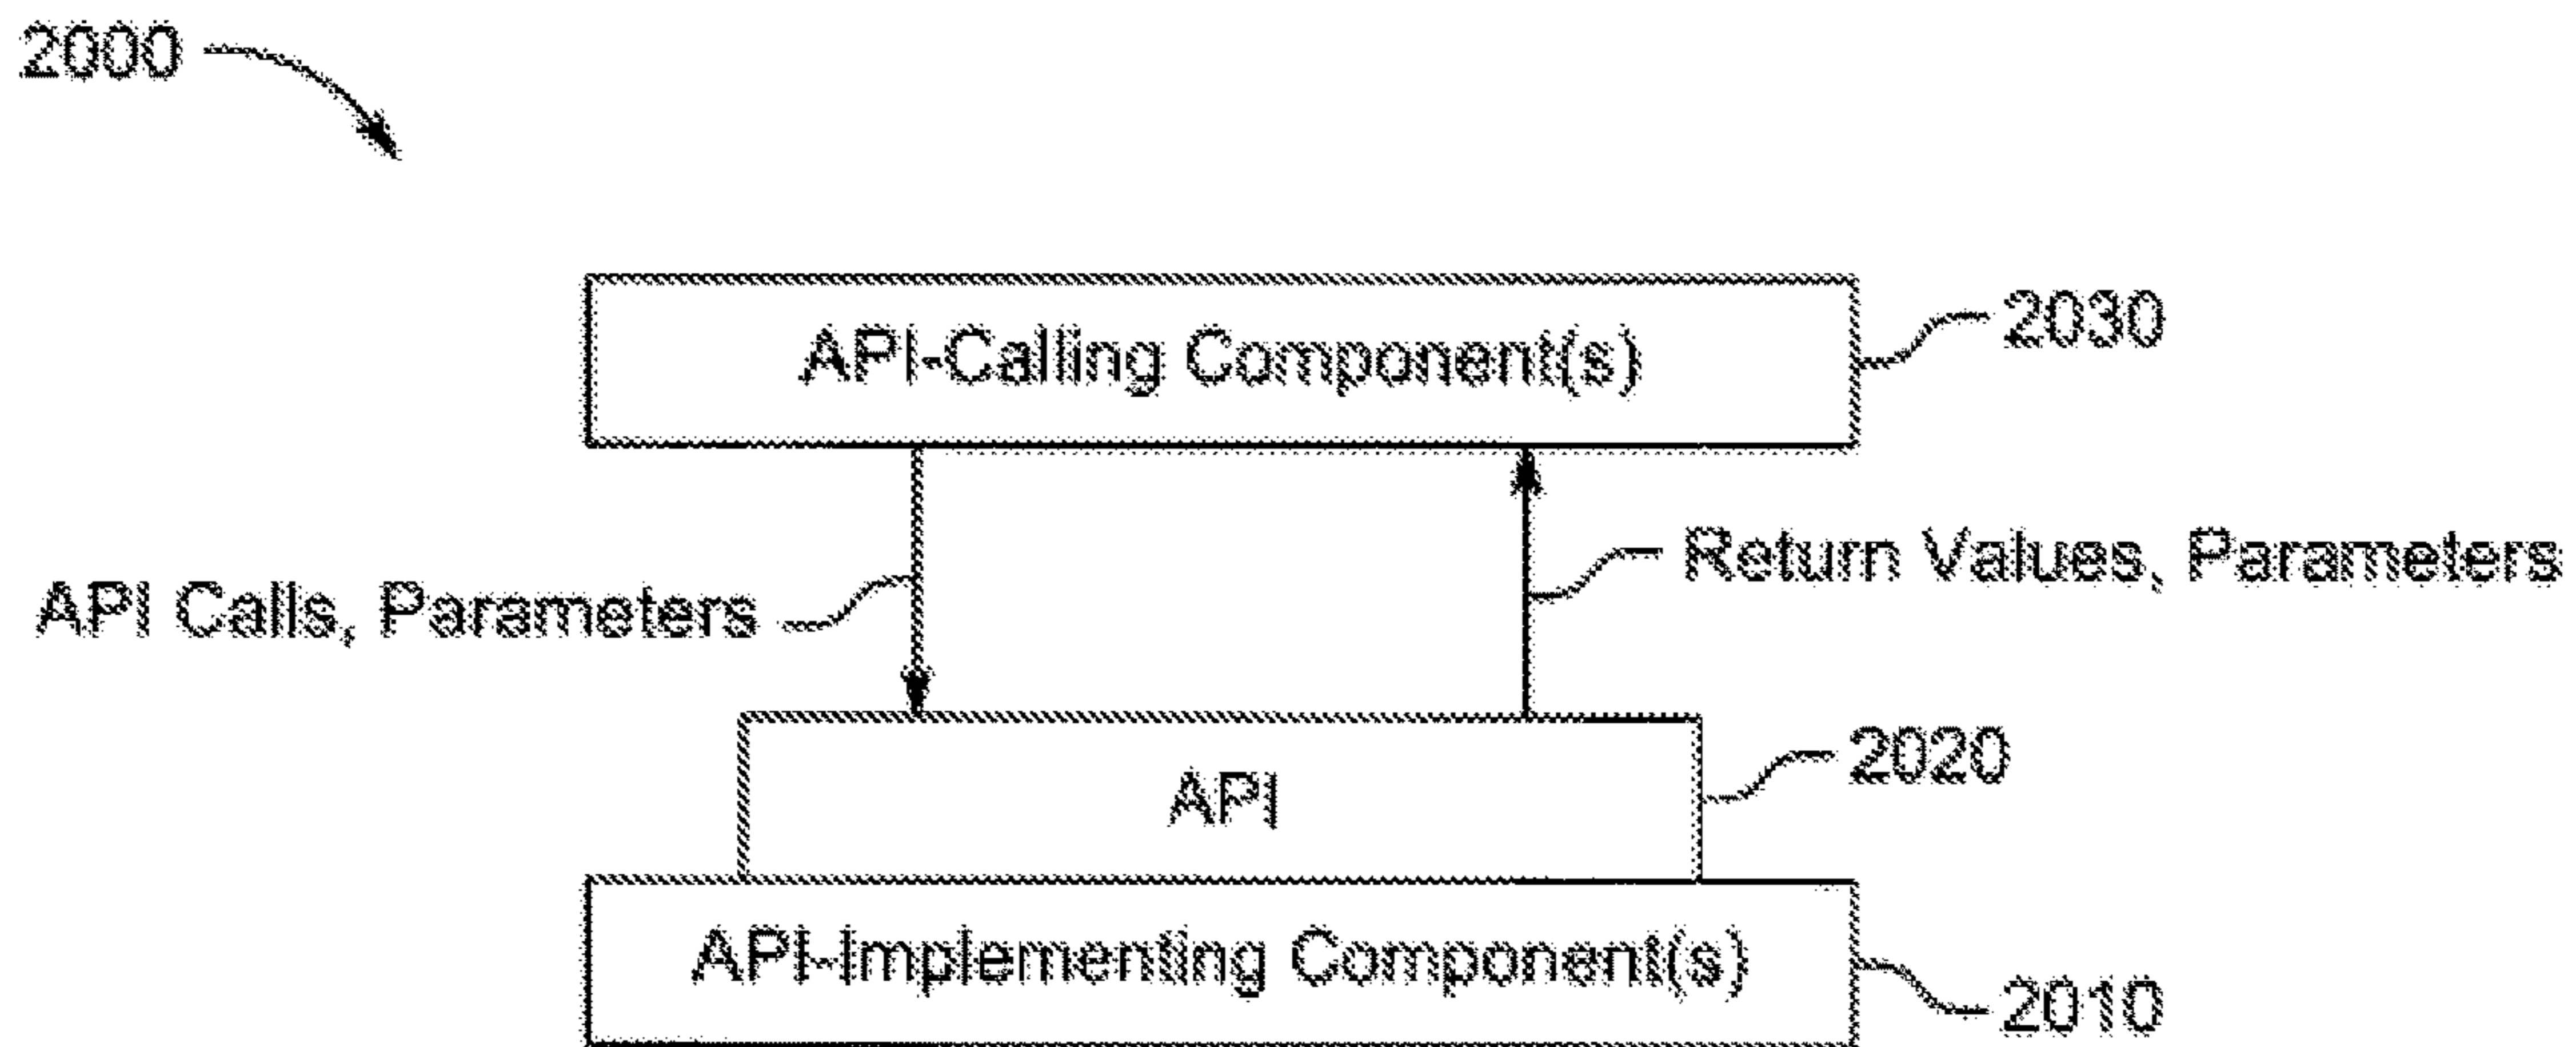 2000
API-Calling Component(s)
2030
API Calls, Parameters
Return Values, Parameters
API
2020
API-Implementing Component(s)
2010